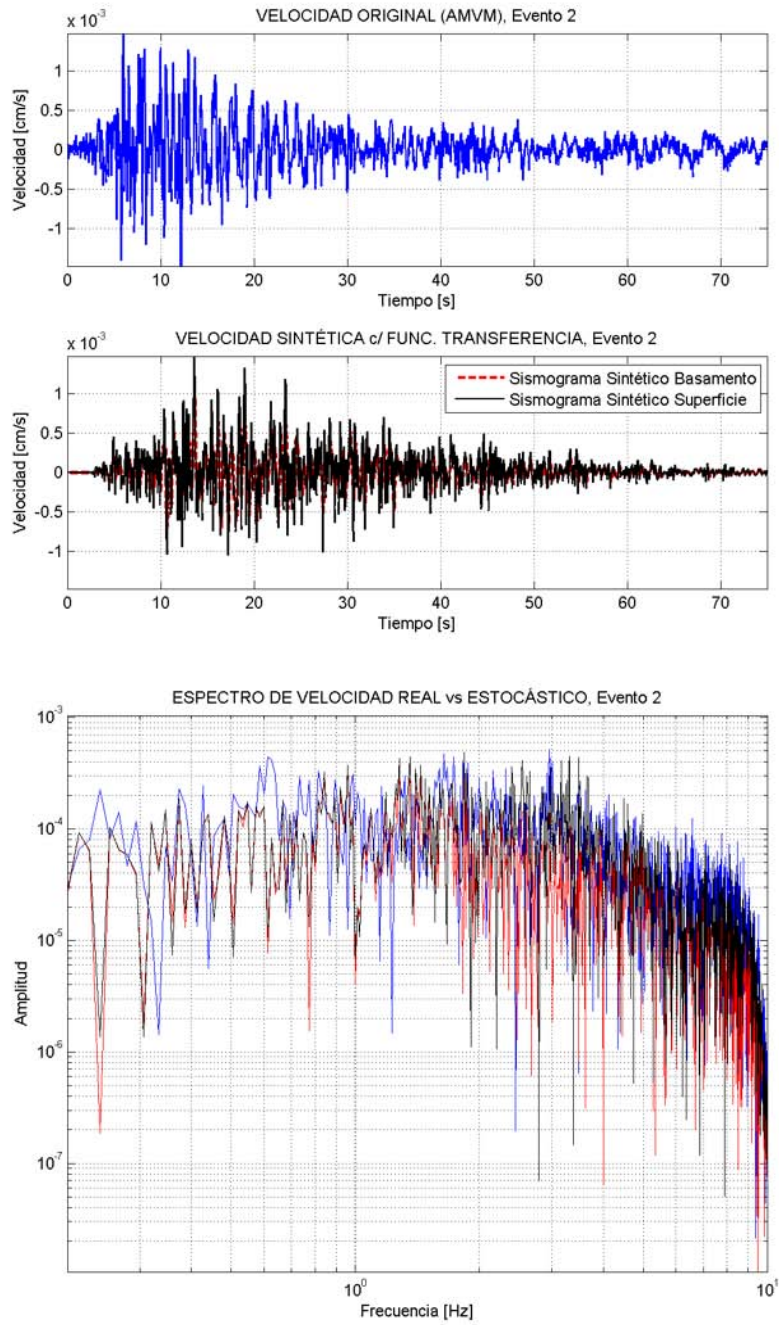 VELOCIDAD ORIGINAL (AMVM), Evento 2
x 10⁻³
1
0.5
0
-0.5
-1
Velocidad [cm/s]
0 10 20 30 40 50 60 70
Tiempo [s]
VELOCIDAD SINTÉTICA c/ FUNC. TRANSFERENCIA, Evento 2
x 10⁻³
Sismograma Sintético Basamento
Sismograma Sintético Superficie
1
0.5
0
-0.5
-1
Velocidad [cm/s]
0 10 20 30 40 50 60 70
Tiempo [s]
ESPECTRO DE VELOCIDAD REAL vs ESTOCÁSTICO, Evento 2
10⁻³
10⁻⁴
10⁻⁵
10⁻⁶
10⁻⁷
Amplitud
10⁰ 10¹
Frecuencia [Hz]